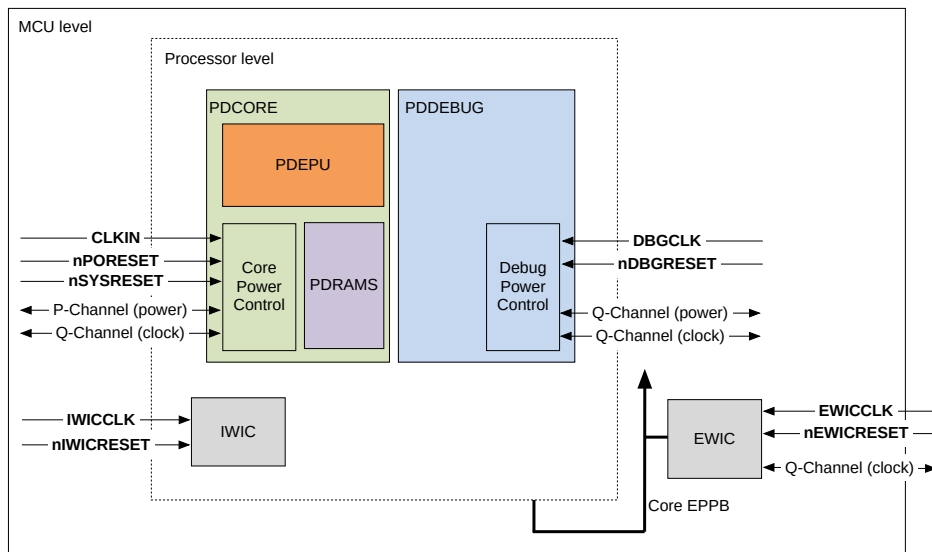 MCU level
Processor level
PDCORE
PDDEBUG
PDEPU
CLKIN
nPORESET
nSYSRESET
P-Channel (power)
Q-Channel (clock)
Core
Power
Control
PDRAMS
Debug
Power
Control
DBGCLK
nDBGRESET
Q-Channel (power)
Q-Channel (clock)
IWICCLK
nIWICRESET
IWIC
EWIC
EWICCLK
nEWICRESET
Q-Channel (clock)
Core EPPB